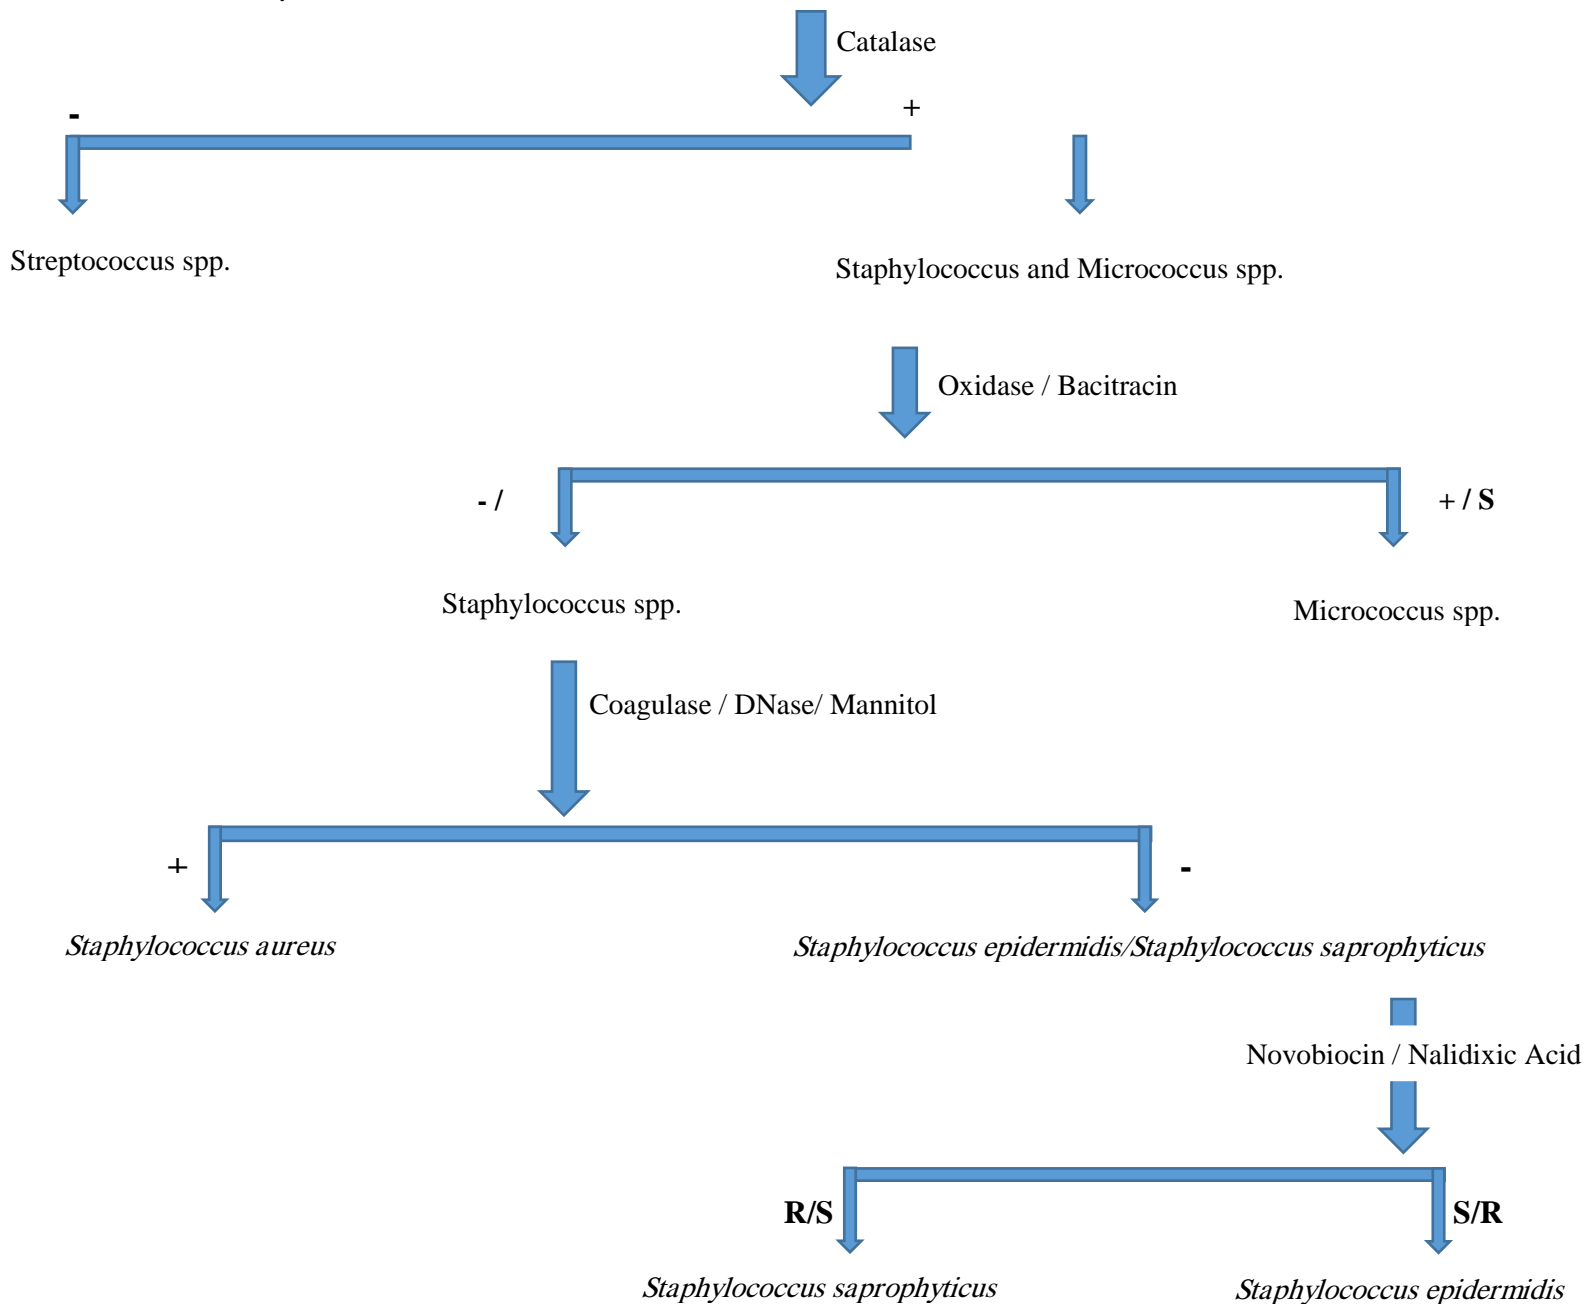 Catalase
- +
Streptococcus spp.
Staphylococcus and Micrococcus spp.
Oxidase / Bacitracin
- / + / S
Staphylococcus spp.
Micrococcus spp.
Coagulase / DNase/ Mannitol
+ -
Staphylococcus aureus
Staphylococcus epidermidis/Staphylococcus saprophyticus
Novobiocin / Nalidixic Acid
R/S S/R
Staphylococcus saprophyticus
Staphylococcus epidermidis